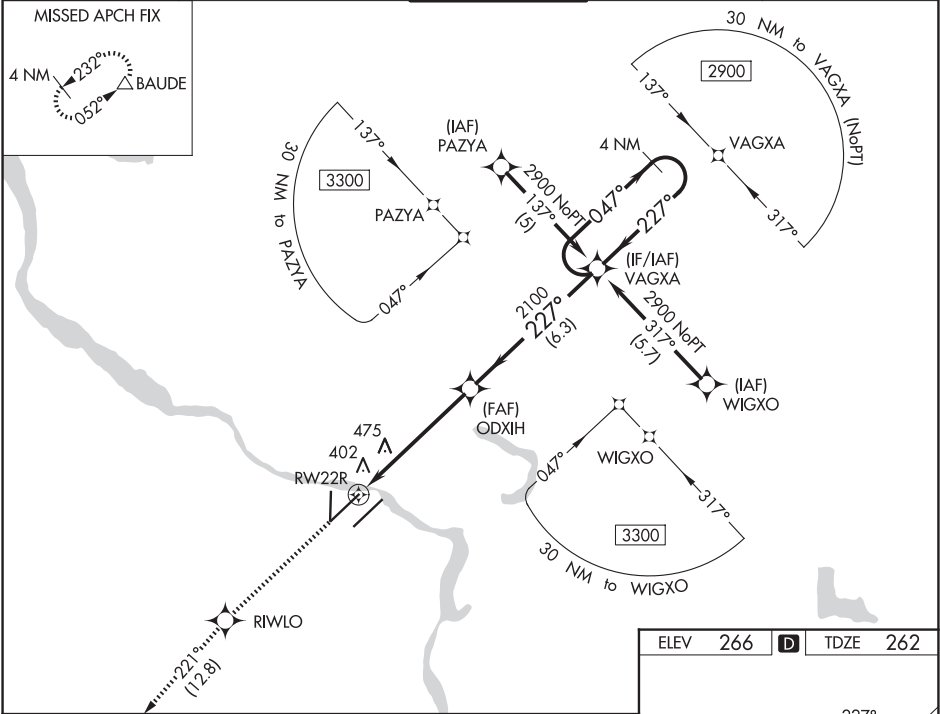 MISSED APCH FIX
4 NM
232°
052°
BAUDE
30 NM to VAGXA (NoPT)
2900
137°
VAGXA
317°
30 NM to PAZYA
3300
137°
PAZYA
047°
(IAF)
PAZYA
2900 NoPT
137°
(5)
4 NM
047°
227°
(IF/IAF)
VAGXA
2100
227°
(6.3)
2900 NoPT
317°
(5.7)
(IAF)
WIGXO
(FAF)
ODXIH
475
402
RW22R
047°
WIGXO
317°
3300
30 NM to WIGXO
RIWLO
221°
(12.8)
ELEV 266 D TDZE 262